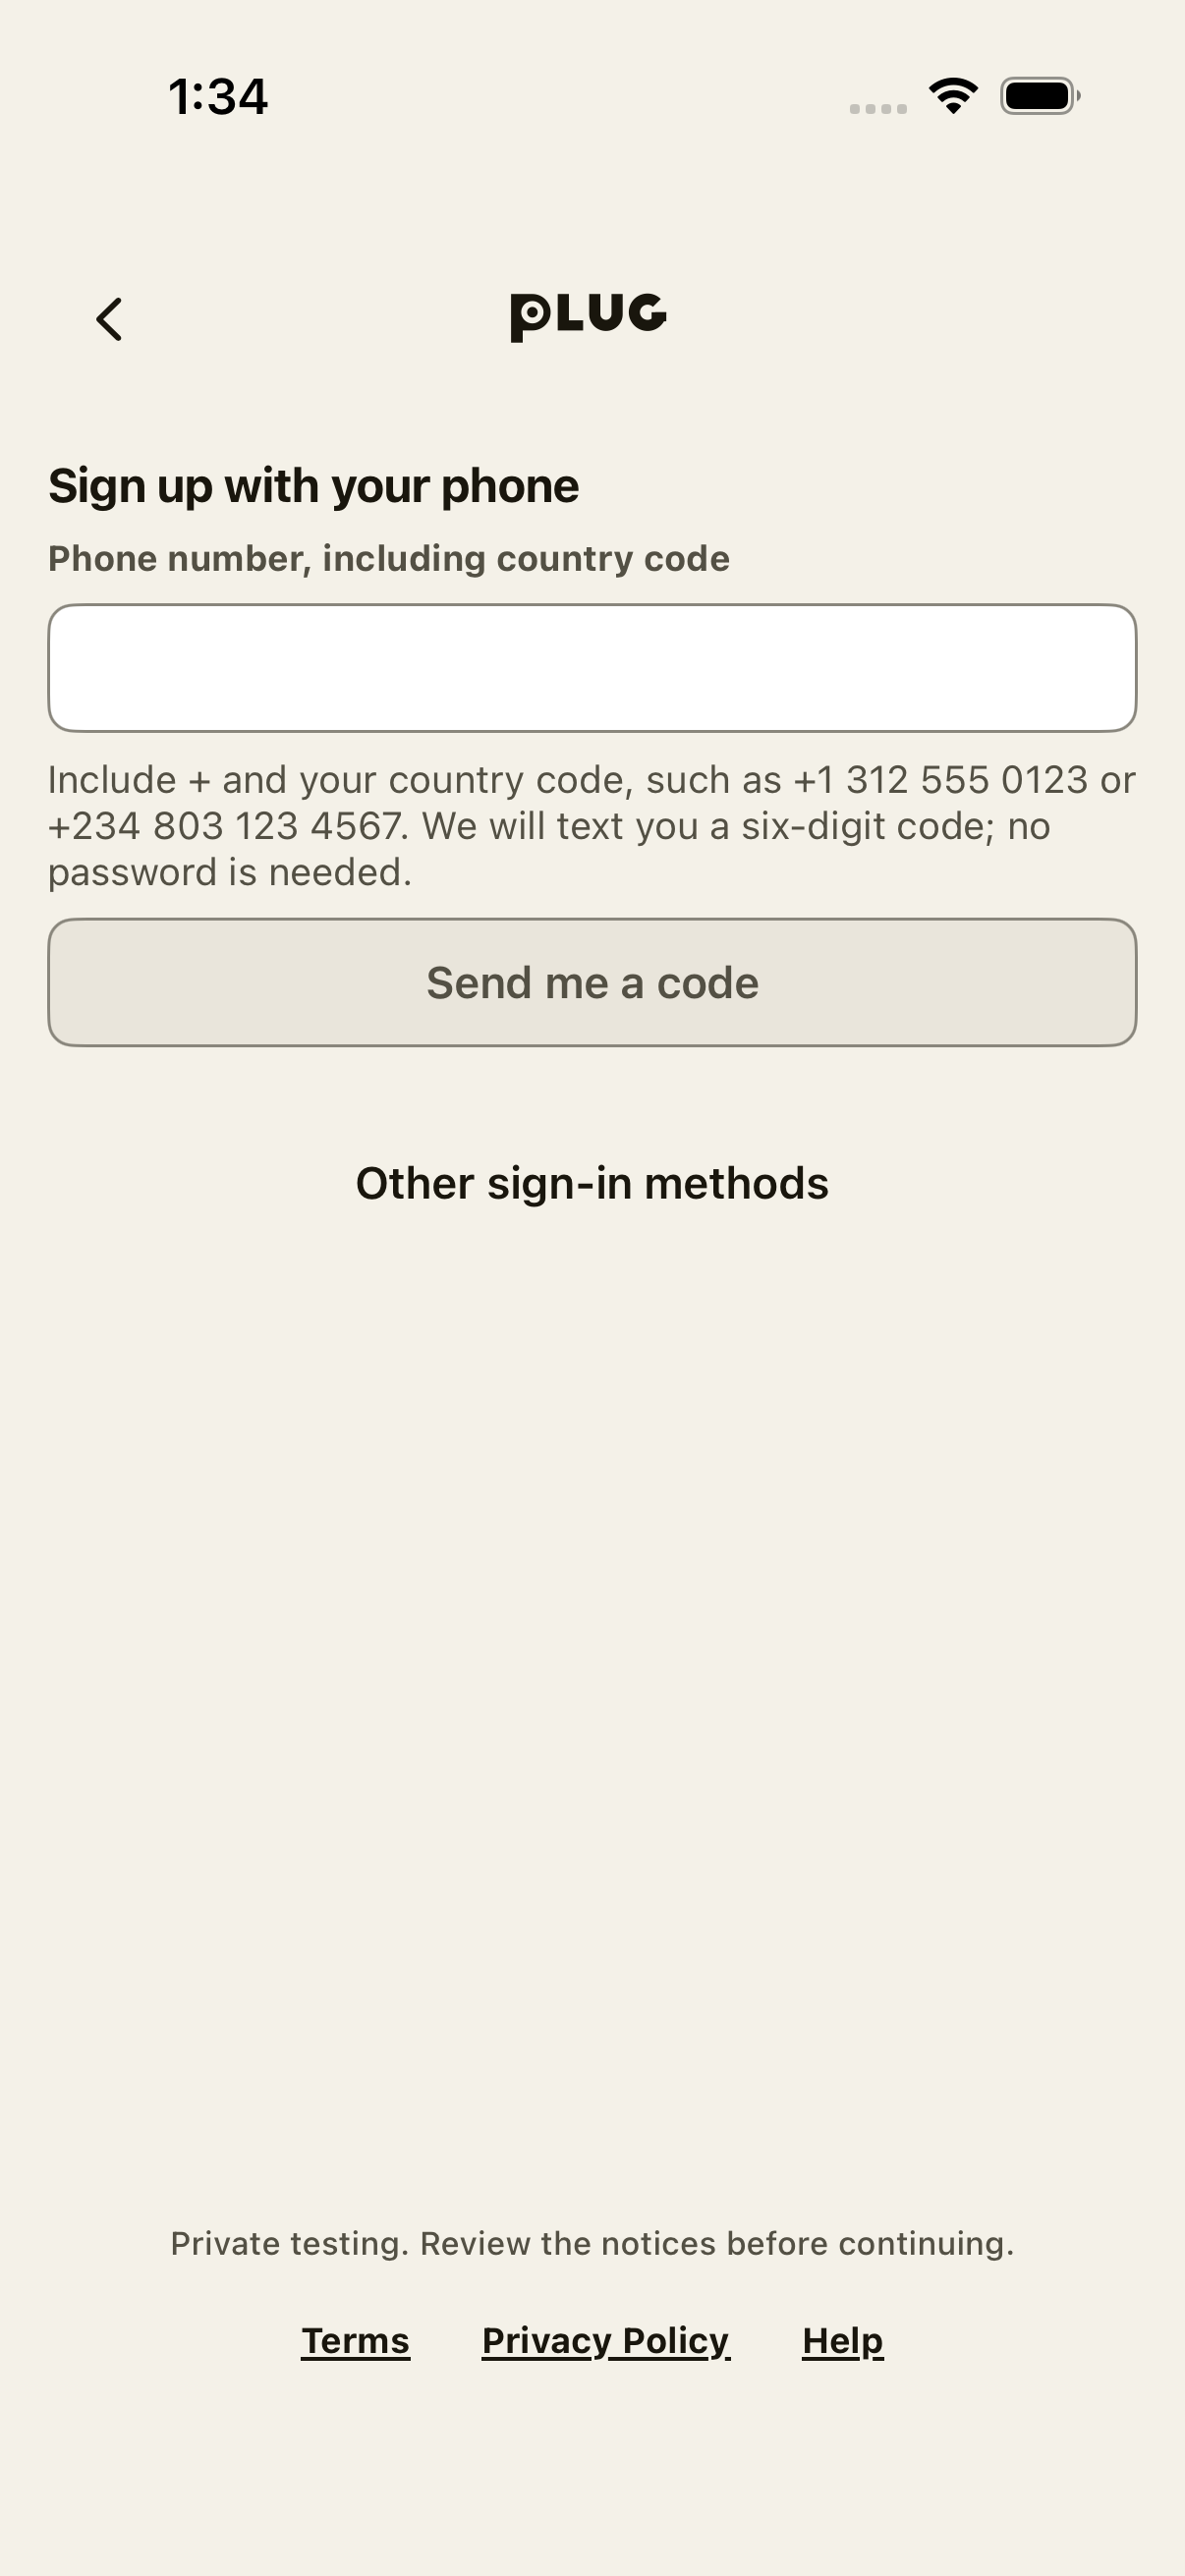 1:34
PLUG
Sign up with your phone
Phone number, including country code
Include + and your country code, such as +1 312 555 0123 or
+234 803 123 4567. We will text you a six-digit code; no
password is needed.
Send me a code
Other sign-in methods
Private testing. Review the notices before continuing.
Terms Privacy Policy Help